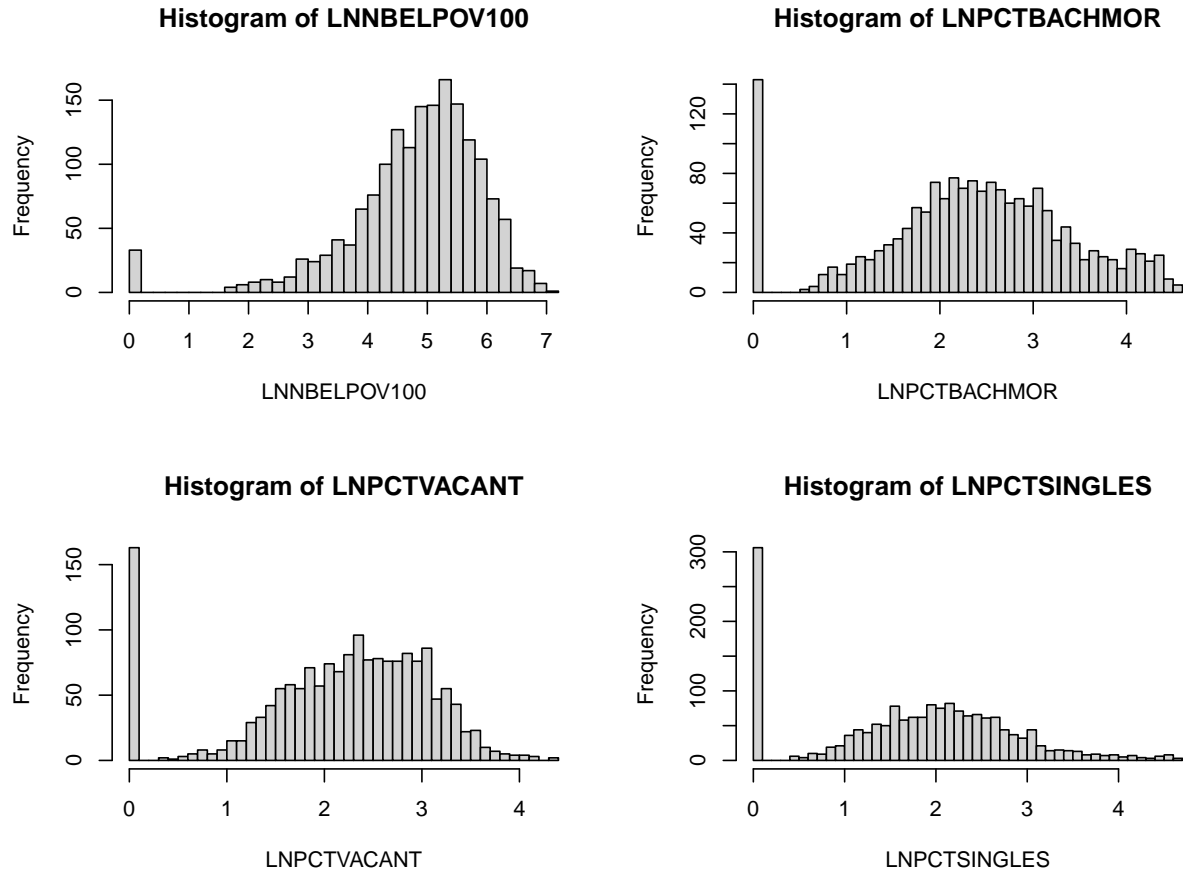 Histogram of LNNBELPOV100
Frequency
0 50 100 150
0 1 2 3 4 5 6 7
LNNBELPOV100
Histogram of LNPCTBACHMOR
Frequency
0 40 80 120
1 2 3 4
0
LNPCTBACHMOR
Histogram of LNPCTVACANT
Frequency
0 50 100 150
0 1 2 3 4
LNPCTVACANT
Histogram of LNPCTSINGLES
Frequency
0 100 200 300
0 1 2 3 4
LNPCTSINGLES